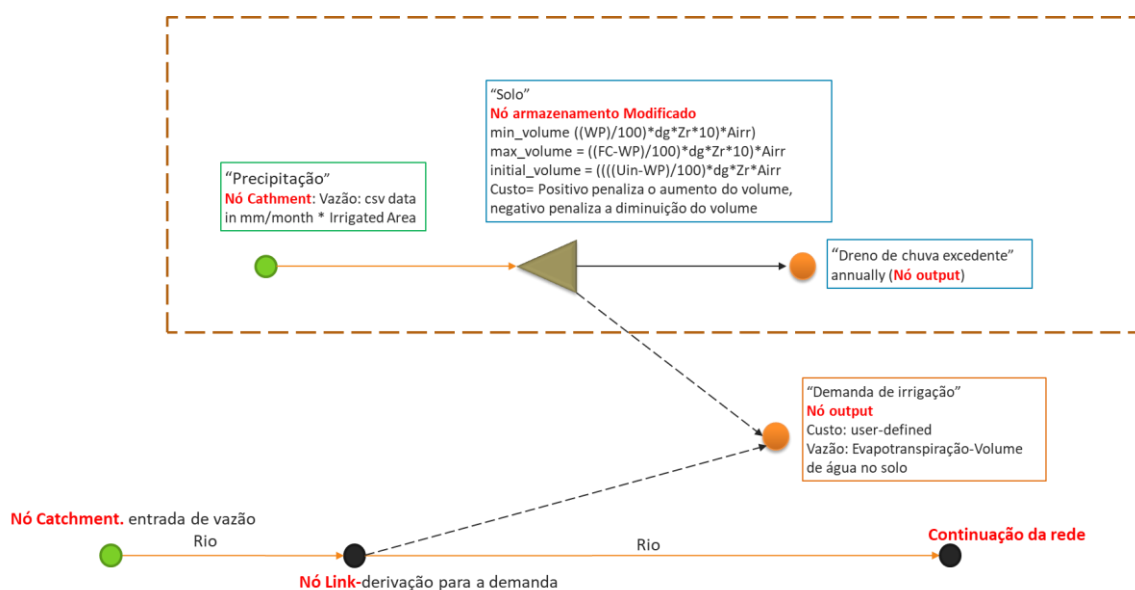 “Solo”
Nó armazenamento Modificado
min_volume ((WP)/100)*dg*Zr*10)*Airr)
max_volume = ((FC-WP)/100)*dg*Zr*10)*Airr
initial_volume = ((((Uin-WP)/100)*dg*Zr*Airr
Custo= Positivo penaliza o aumento do volume,
negativo penaliza a diminuição do volume
“Precipitação”
Nó Cathment: Vazão: csv data
in mm/month * Irrigated Area
“Dreno de chuva excedente”
annually (Nó output)
“Demanda de irrigação”
Nó output
Custo: user-defined
Vazão: Evapotranspiração-Volume
de água no solo
Nó Catchment. entrada de vazão
Rio
Rio
Continuação da rede
Nó Link-derivação para a demanda